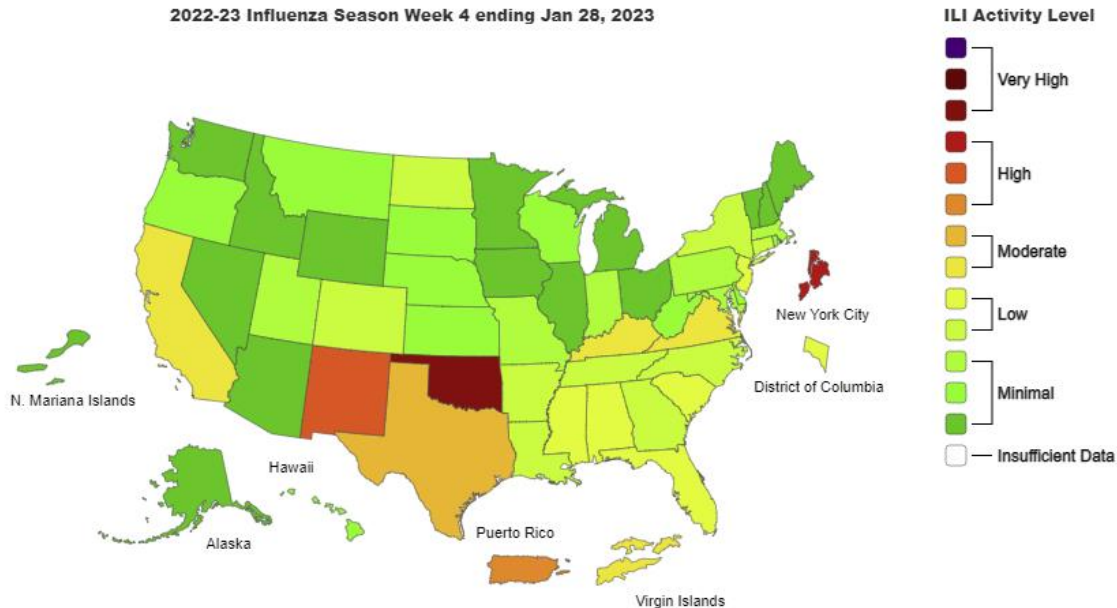 2022-23 Influenza Season Week 4 ending Jan 28, 2023
ILI Activity Level
Very High
High
Moderate
Low
Minimal
Insufficient Data
New York City
District of Columbia
N. Mariana Islands
Hawaii
Alaska
Puerto Rico
Virgin Islands